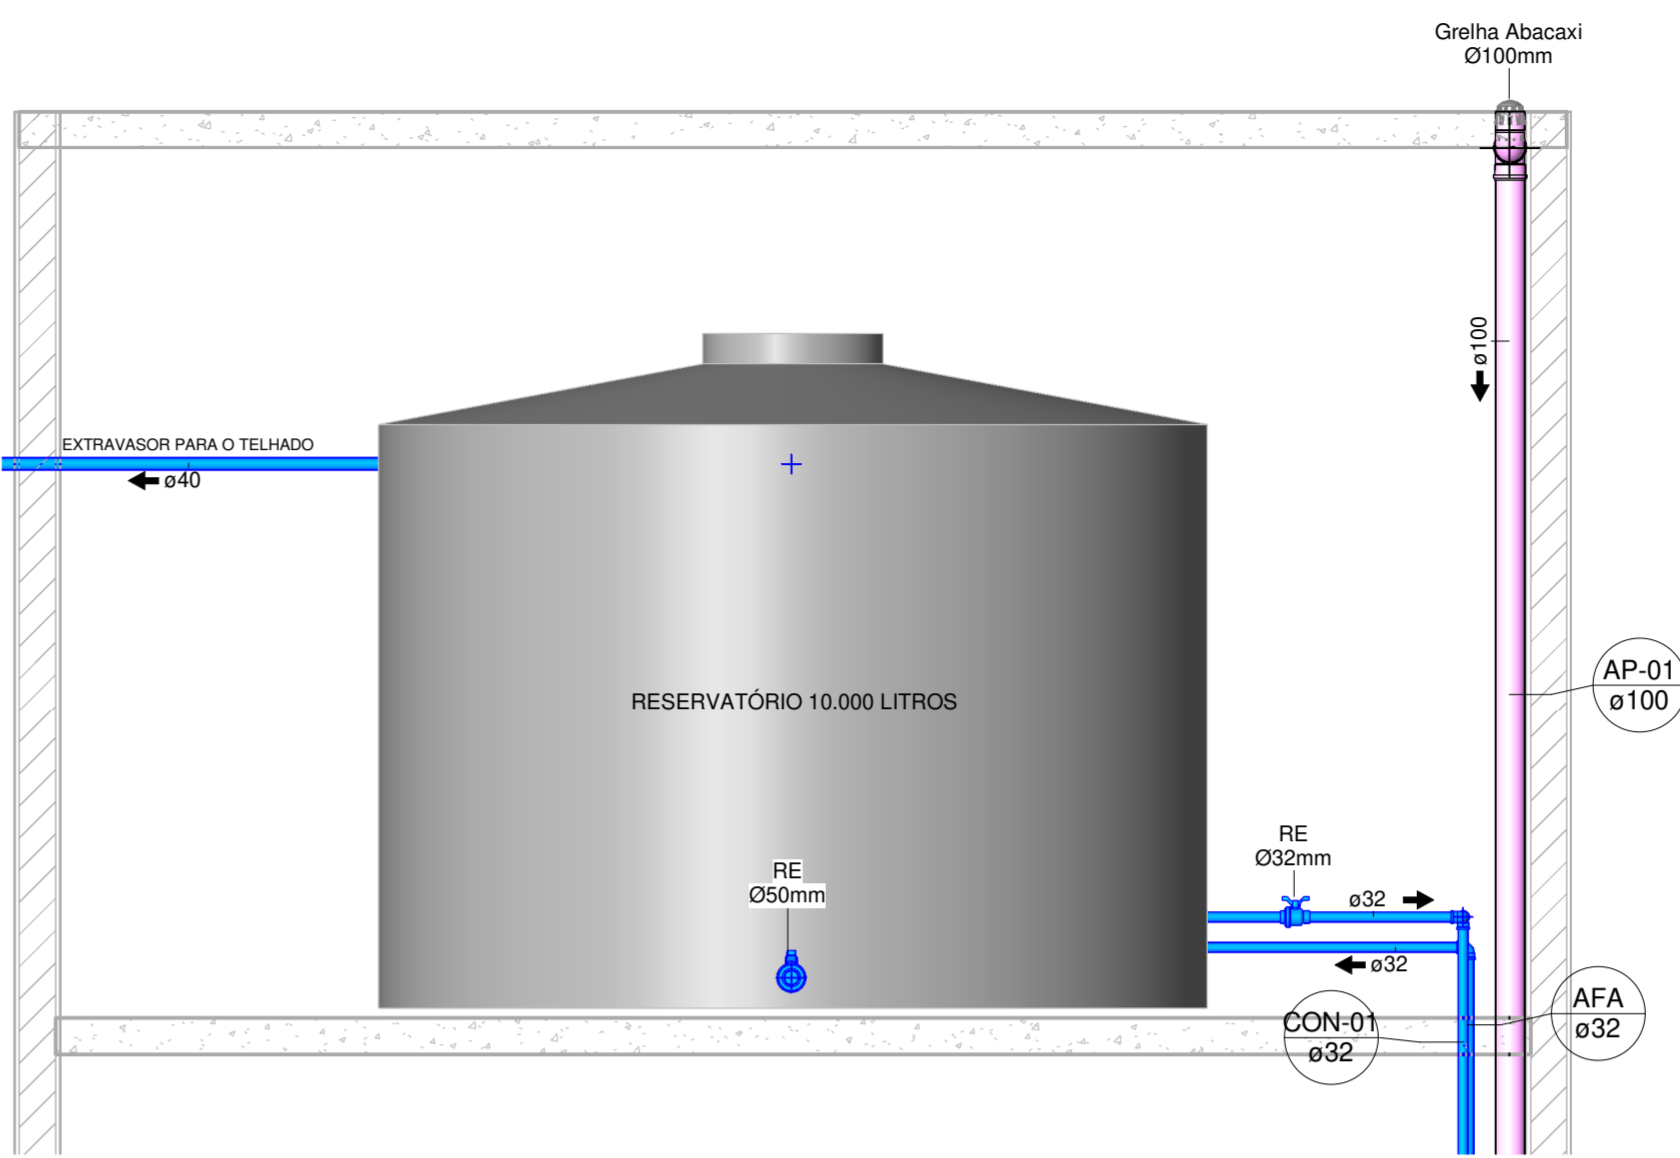 Grelha Abacaxi
Ø100mm
ø100
EXTRAVASOR PARA O TELHADO
ø40
RESERVATÓRIO 10.000 LITROS
AP-01
ø100
RE
Ø32mm
RE
Ø50mm
ø32
ø32
AFA
ø32
CON-01
ø32